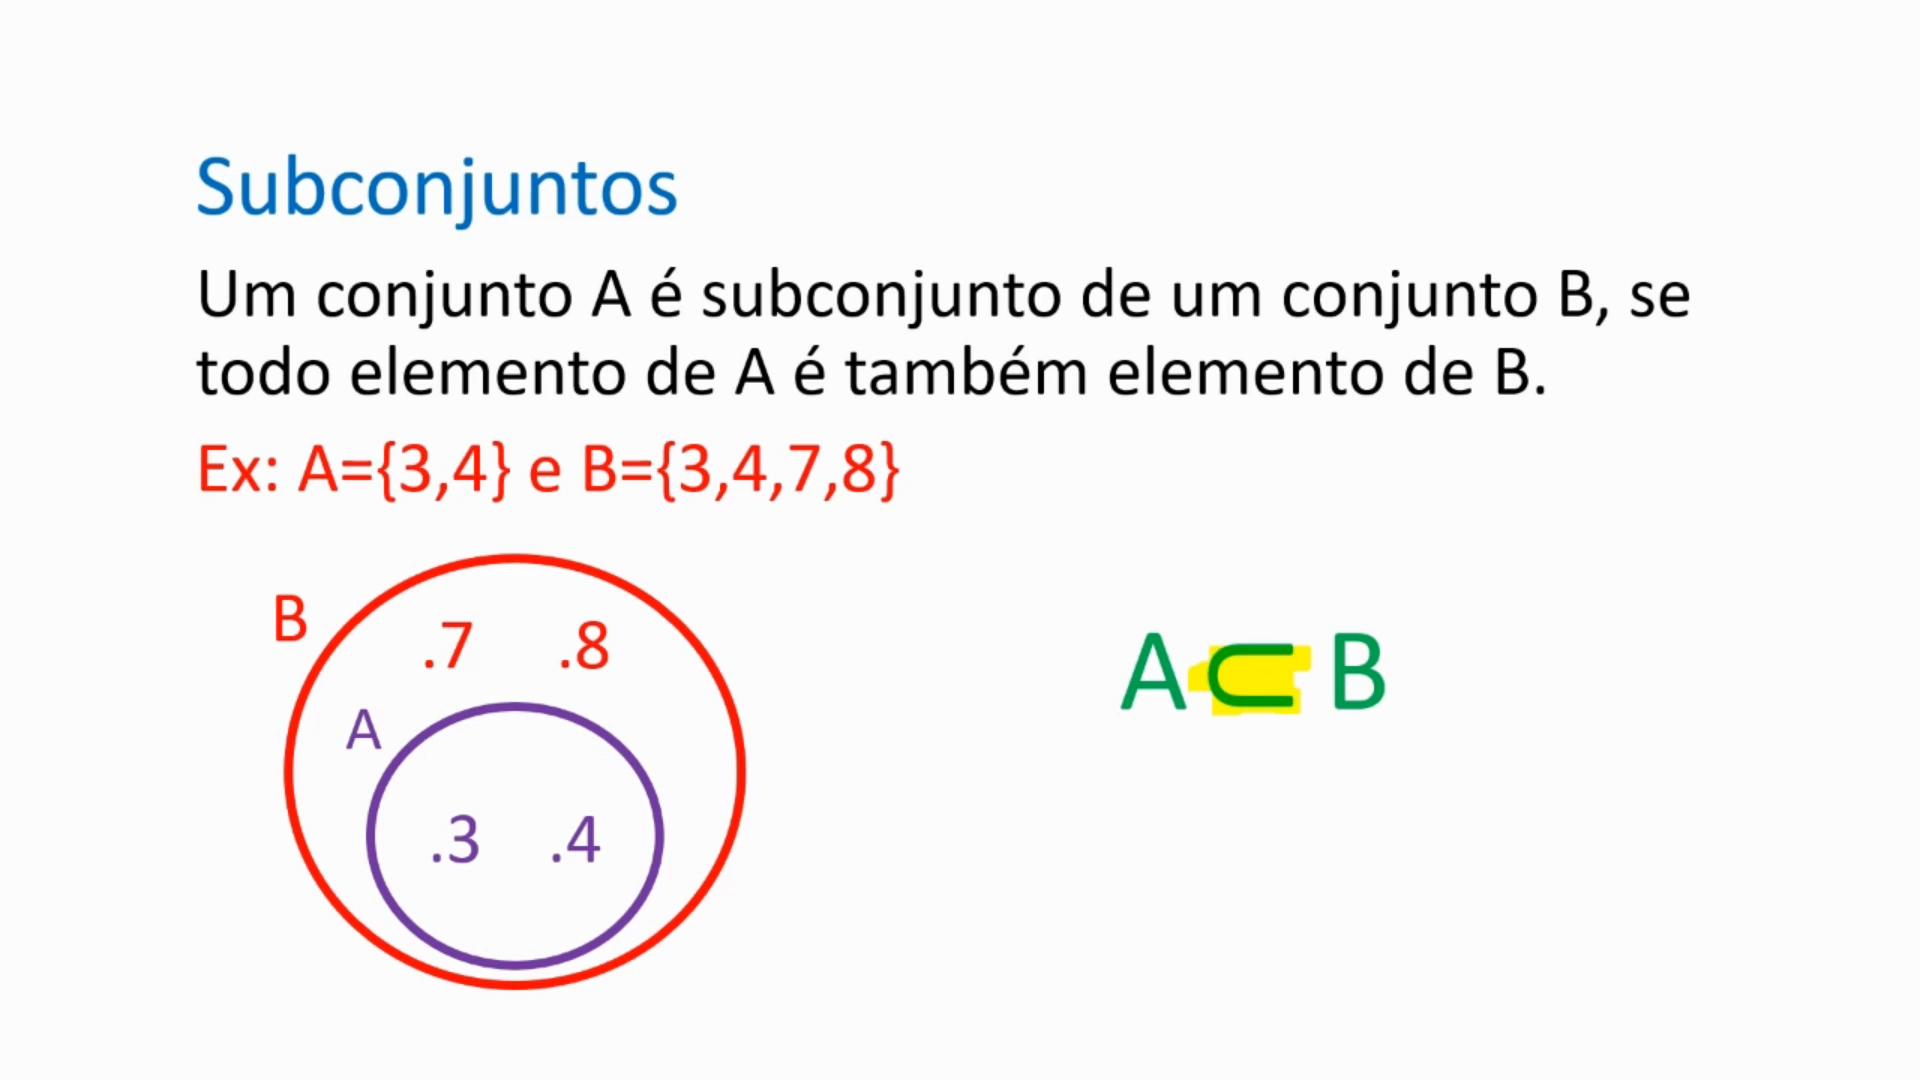 Subconjuntos
Um conjunto A é subconjunto de um conjunto B, se
todo elemento de A é também elemento de B.
Ex: A={3,4} e B={3,4,7,8}
B
.7 .8
A
.3 .4
A ⊂ B